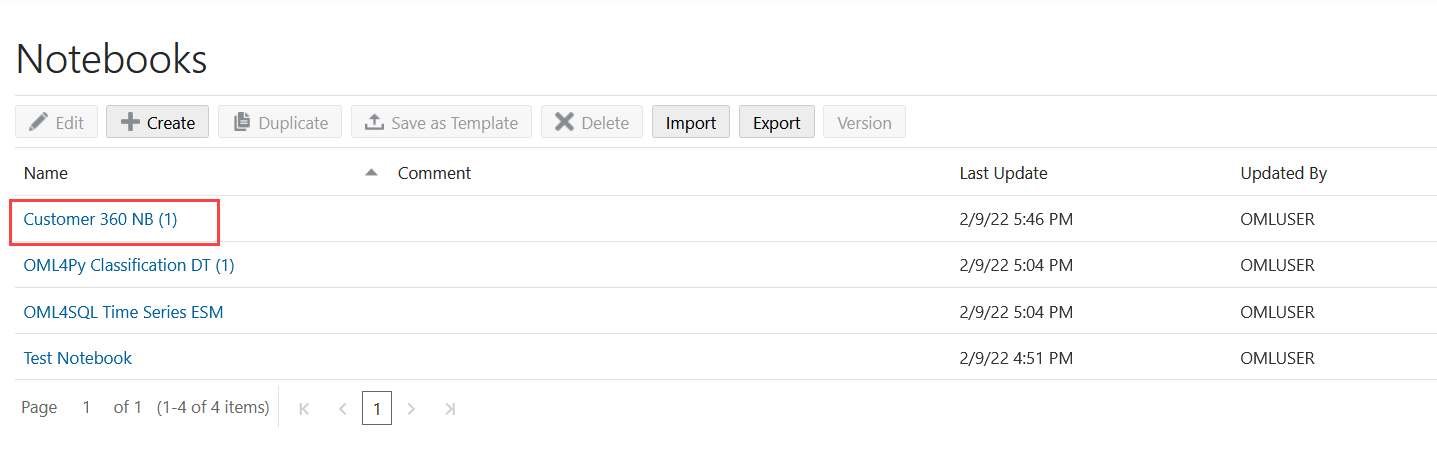 Notebooks
Edit Create Duplicate Save as Template Delete Import Export Version
Name Comment Last Update Updated By
Customer 360 NB (1) 2/9/22 5:46 PM OMLUSER
OML4Py Classification DT (1) 2/9/22 5:04 PM OMLUSER
OML4SQL Time Series ESM 2/9/22 5:04 PM OMLUSER
Test Notebook 2/9/22 4:51 PM OMLUSER
Page 1 of 1 (1-4 of 4 items) 1